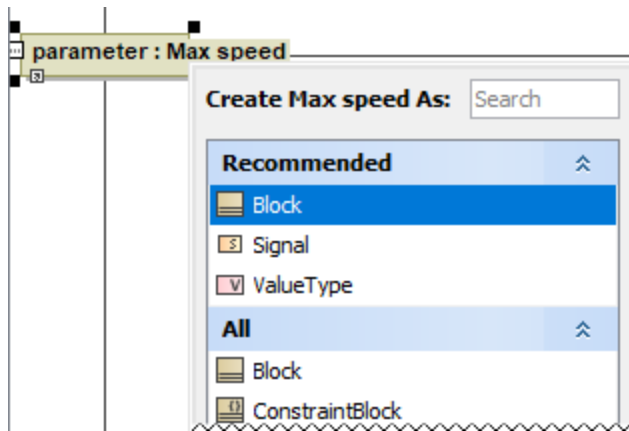 parameter : Max speed
Create Max speed As: Search
Recommended
Block
S Signal
V ValueType
All
Block
{} ConstraintBlock